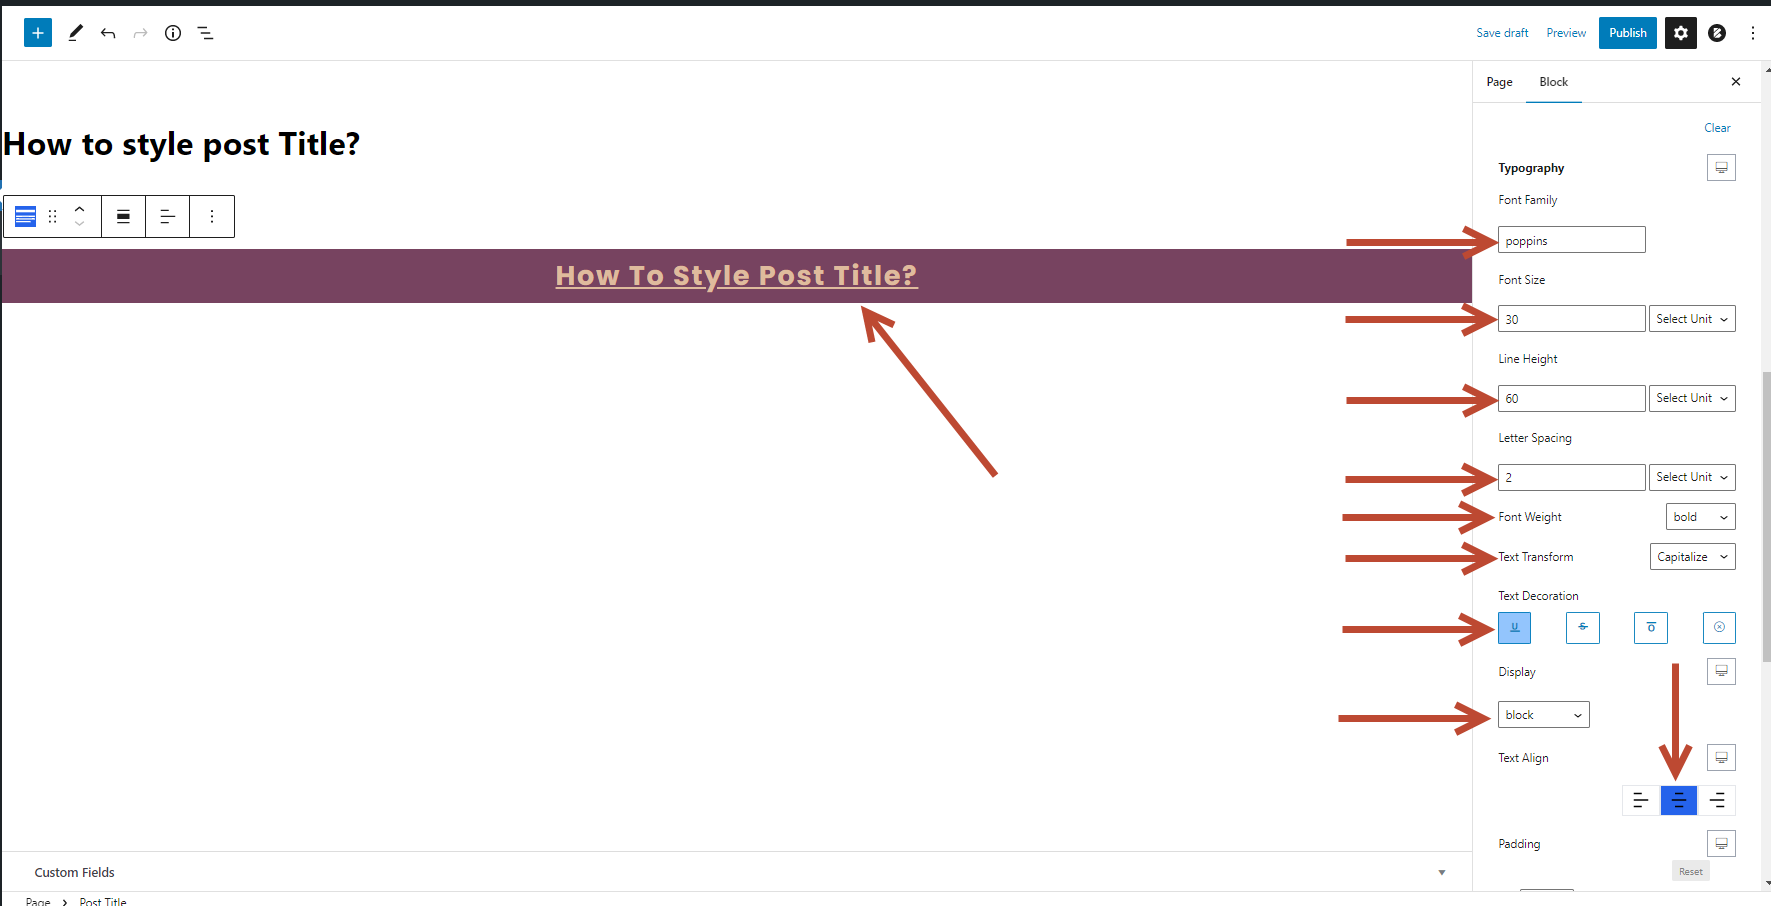 Save draft Preview Publish
Page Block
Clear
How to style post Title?
Typography
Font Family
poppins
How To Style Post Title?
Font Size
30 Select Unit
Line Height
60 Select Unit
Letter Spacing
2 Select Unit
Font Weight bold
Text Transform Capitalize
Text Decoration
U S O
Display
block
Text Align
Padding
Reset
Custom Fields
Page > Post Title